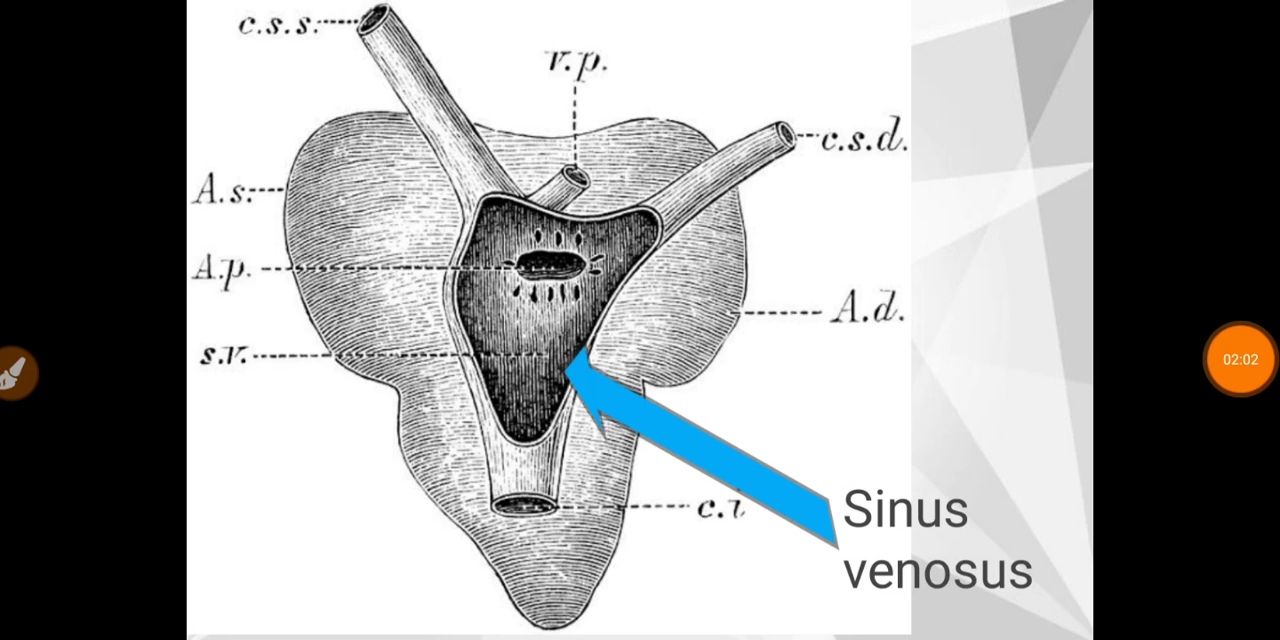 c.s.s.
v.p.
c.s.d.
A.s.
A.p.
A.d.
s.v.
c.i
Sinus
venosus
02:02